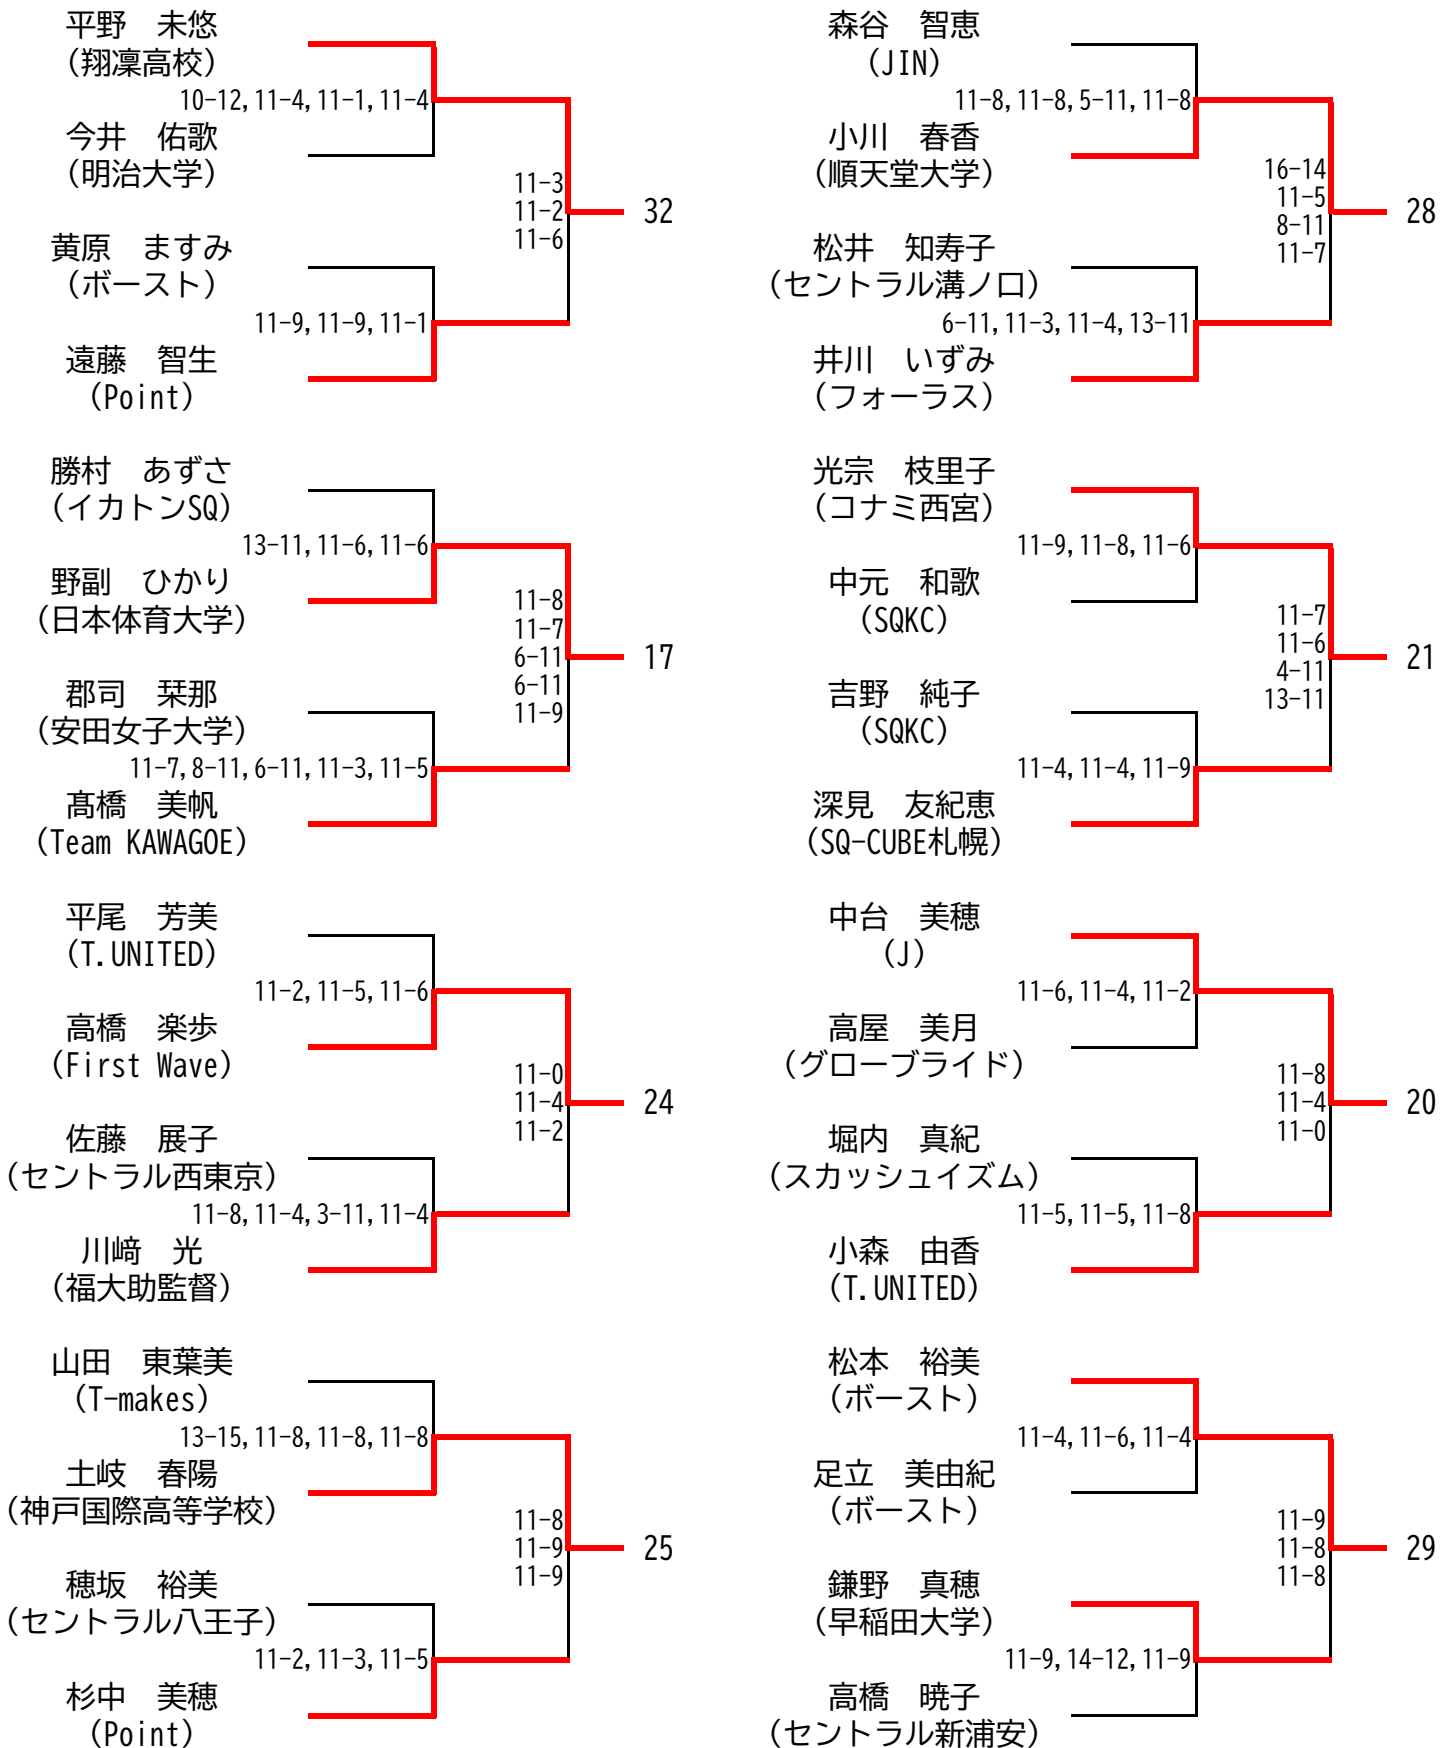 平野　未悠
(翔凜高校)
10-12,11-4,11-1,11-4
今井　佑歌
(明治大学)
11-3
11-2
11-6
32
黄原　ますみ
(ボースト)
11-9,11-9,11-1
遠藤　智生
(Point)
勝村　あずさ
(イカトンSQ)
13-11,11-6,11-6
野副　ひかり
(日本体育大学)
11-8
11-7
6-11
6-11
11-9
17
郡司　栞那
(安田女子大学)
11-7,8-11,6-11,11-3,11-5
髙橋　美帆
(Team KAWAGOE)
平尾　芳美
(T.UNITED)
11-2,11-5,11-6
高橋　楽歩
(First Wave)
11-0
11-4
11-2
24
佐藤　展子
(セントラル西東京)
11-8,11-4,3-11,11-4
川﨑　光
(福大助監督)
山田　東葉美
(T-makes)
13-15,11-8,11-8,11-8
土岐　春陽
(神戸国際高等学校)
11-8
11-9
11-9
25
穂坂　裕美
(セントラル八王子)
11-2,11-3,11-5
杉中　美穂
(Point)
森谷　智恵
(JIN)
11-8,11-8,5-11,11-8
小川　春香
(順天堂大学)
16-14
11-5
8-11
11-7
28
松井　知寿子
(セントラル溝ノ口)
6-11,11-3,11-4,13-11
井川　いずみ
(フォーラス)
光宗　枝里子
(コナミ西宮)
11-9,11-8,11-6
中元　和歌
(SQKC)
11-7
11-6
4-11
13-11
21
吉野　純子
(SQKC)
11-4,11-4,11-9
深見　友紀恵
(SQ-CUBE札幌)
中台　美穂
(J)
11-6,11-4,11-2
高屋　美月
(グローブライド)
11-8
11-4
11-0
20
堀内　真紀
(スカッシュイズム)
11-5,11-5,11-8
小森　由香
(T.UNITED)
松本　裕美
(ボースト)
11-4,11-6,11-4
足立　美由紀
(ボースト)
11-9
11-8
11-8
29
鎌野　真穂
(早稲田大学)
11-9,14-12,11-9
高橋　暁子
(セントラル新浦安)